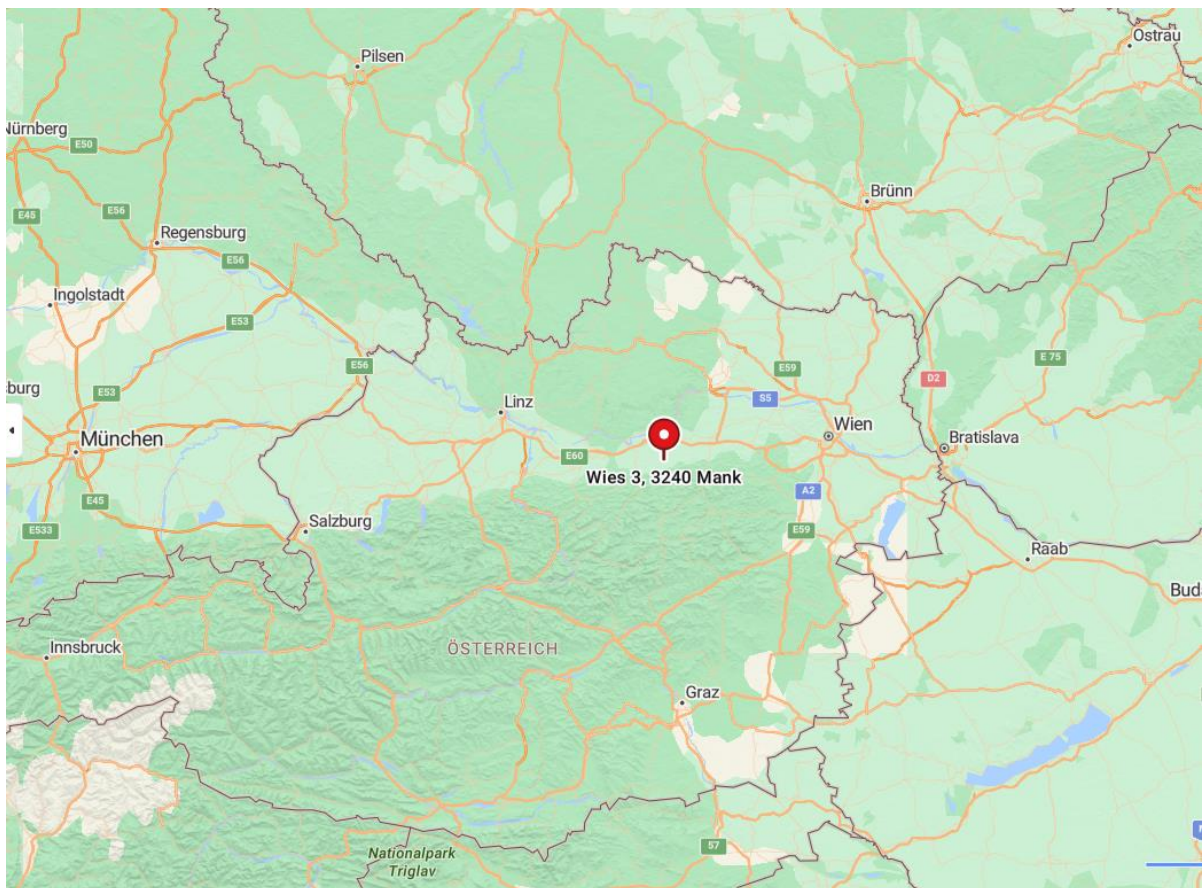 Ostrau
Pilsen
Nürnberg
E50
E45
E56
Brünn
Regensburg
E56
Ingolstadt
E53
E56
E59
E 75
D2
sburg
E53
Linz
S5
Wien
München
E60
Bratislava
Wies 3, 3240 Mank
E45
A2
Salzburg
E533
E59
Raab
Bud
Innsbruck
ÖSTERREICH
Graz
57
Nationalpark
Triglav